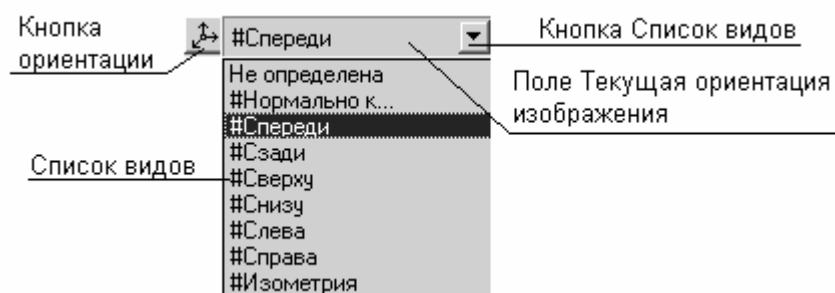 Кнопка
ориентации
#Спереди
Кнопка Список видов
Поле Текущая ориентация
изображения
Список видов
Не определена
#Нормально к...
#Спереди
#Сзади
#Сверху
#Снизу
#Слева
#Справа
#Изометрия